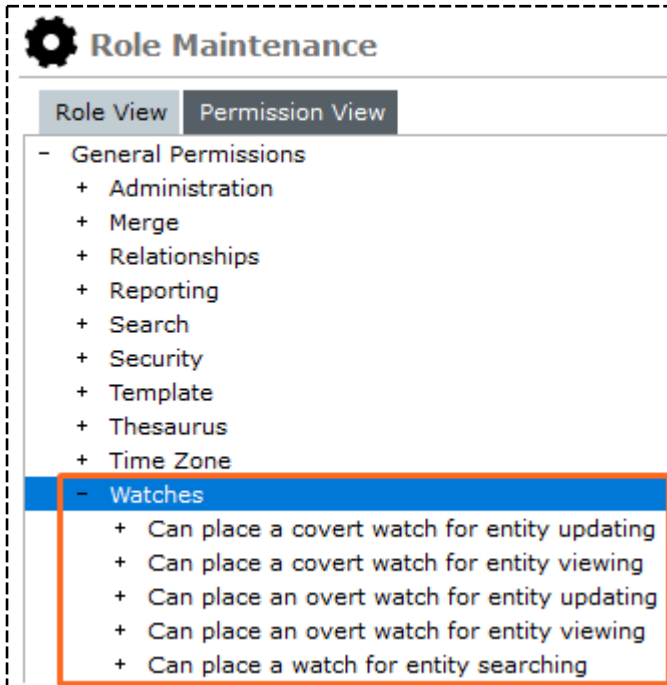 Role Maintenance
Role View Permission View
- General Permissions
+ Administration
+ Merge
+ Relationships
+ Reporting
+ Search
+ Security
+ Template
+ Thesaurus
+ Time Zone
- Watches
+ Can place a covert watch for entity updating
+ Can place a covert watch for entity viewing
+ Can place an overt watch for entity updating
+ Can place an overt watch for entity viewing
+ Can place a watch for entity searching